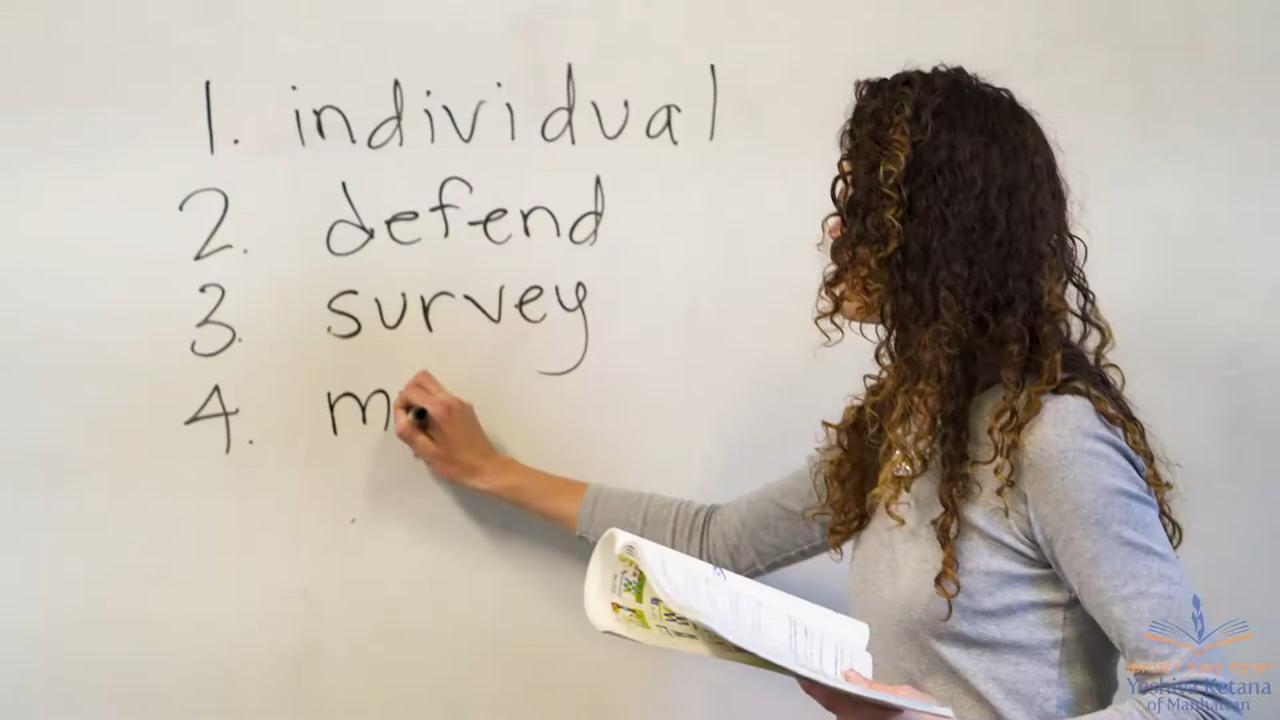 1. individual
2. defend
3. survey
4. m
Yeshiva Ketana
of Manhattan